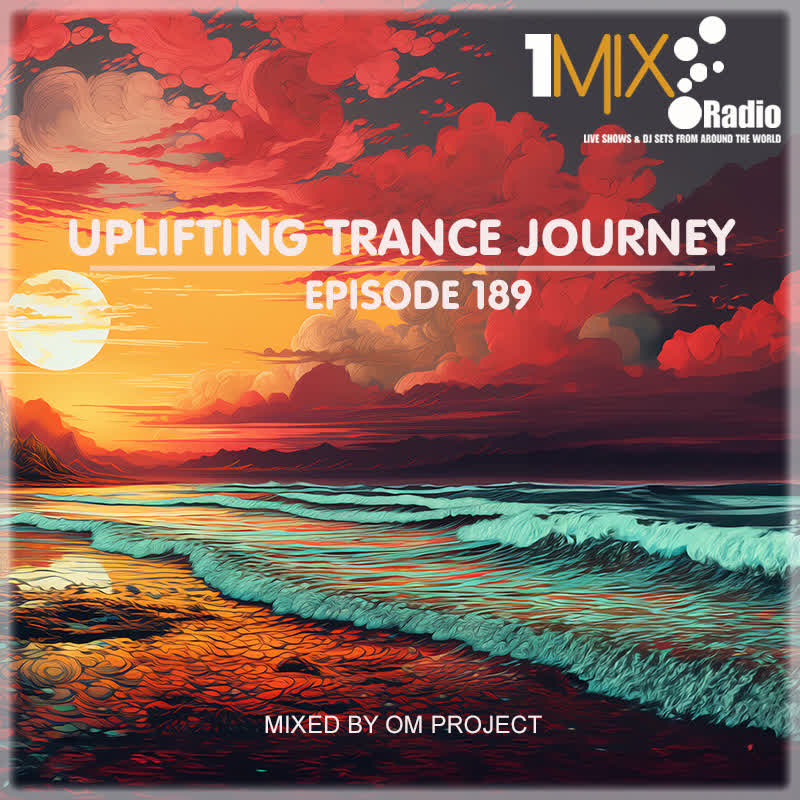 1MIX
Radio
LIVE SHOWS & DJ SETS FROM AROUND THE WORLD
UPLIFTING TRANCE JOURNEY
EPISODE 189
MIXED BY OM PROJECT